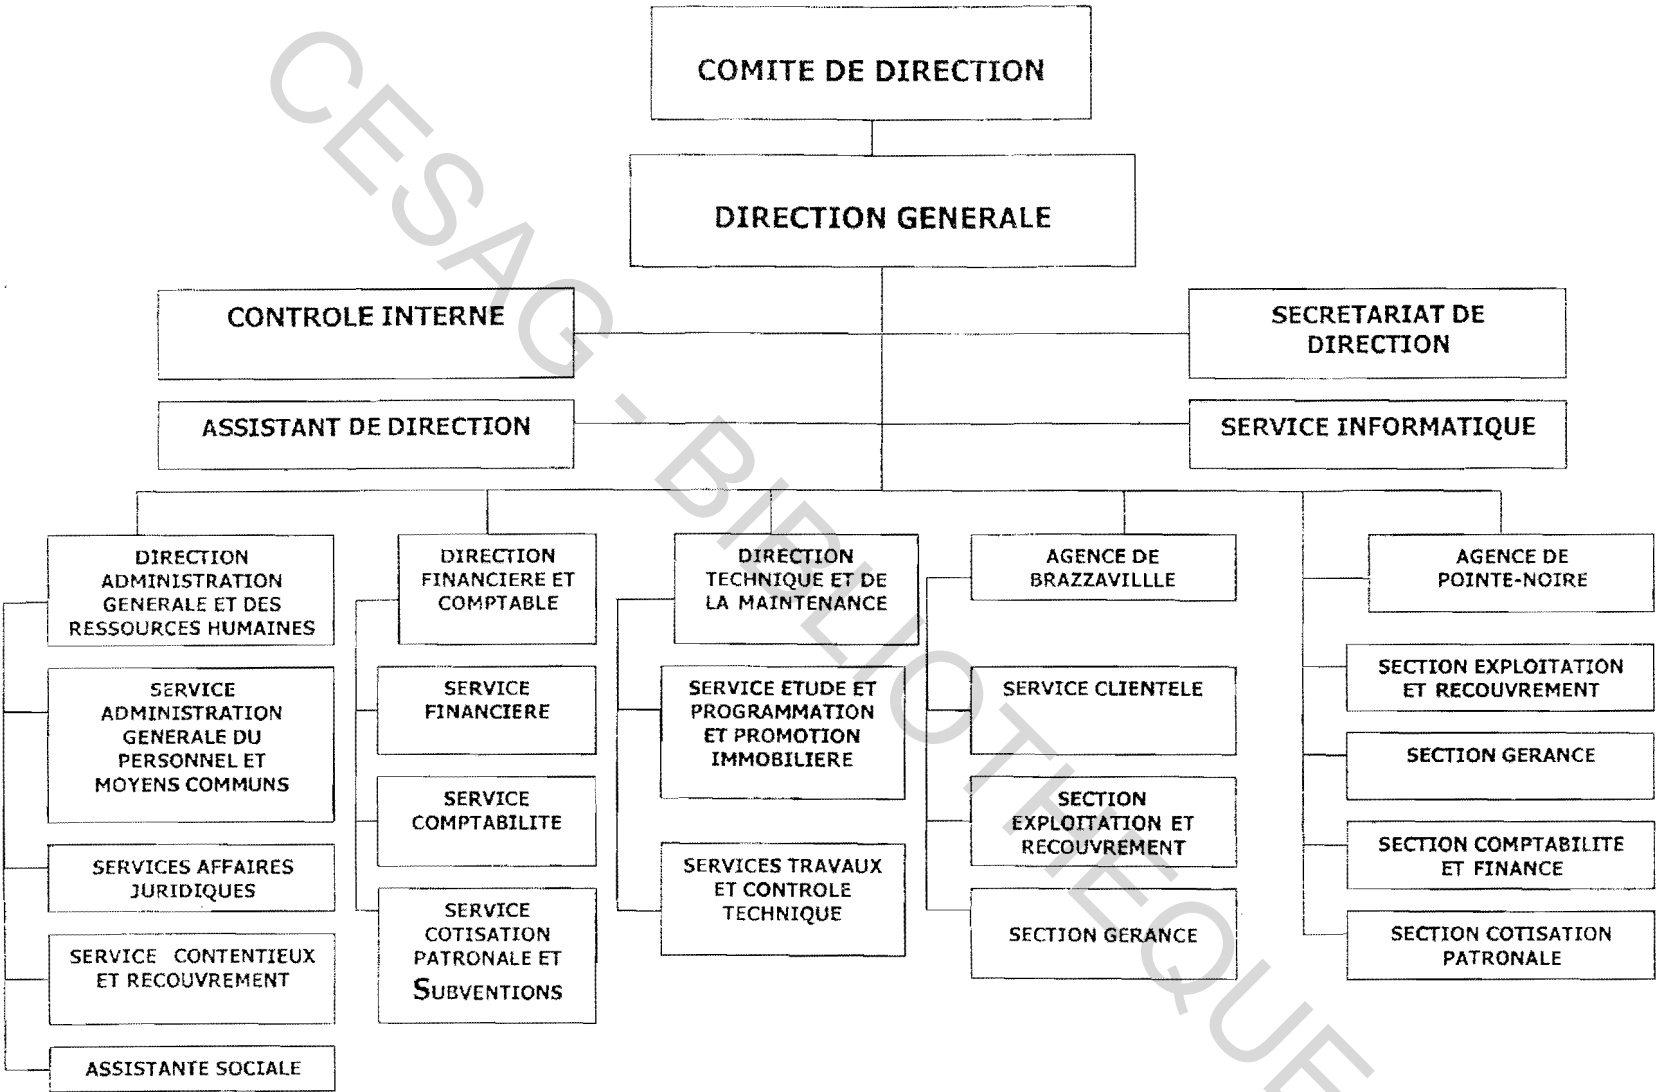 COMITE DE DIRECTION
DIRECTION GENERALE
CONTROLE INTERNE
SECRETARIAT DE
DIRECTION
ASSISTANT DE DIRECTION
SERVICE INFORMATIQUE
DIRECTION
ADMINISTRATION
GENERALE ET DES
RESSOURCES HUMAINES
SERVICE
ADMINISTRATION
GENERALE DU
PERSONNEL ET
MOYENS COMMUNS
SERVICES AFFAIRES
JURIDIQUES
SERVICE CONTENTIEUX
ET RECOUVREMENT
ASSISTANTE SOCIALE
DIRECTION
FINANCIERE ET
COMPTABLE
SERVICE
FINANCIERE
SERVICE
COMPTABILITE
SERVICE
COTISATION
PATRONALE ET
SUBVENTIONS
DIRECTION
TECHNIQUE ET DE
LA MAINTENANCE
SERVICE ETUDE ET
PROGRAMMATION
ET PROMOTION
IMMOBILIERE
SERVICES TRAVAUX
ET CONTROLE
TECHNIQUE
AGENCE DE
BRAZZAVILLLE
SERVICE CLIENTELE
SECTION
EXPLOITATION ET
RECOUVREMENT
SECTION GERANCE
AGENCE DE
POINTE-NOIRE
SECTION EXPLOITATION
ET RECOUVREMENT
SECTION GERANCE
SECTION COMPTABILITE
ET FINANCE
SECTION COTISATION
PATRONALE
CESAG - BIBLIOTHEQUE